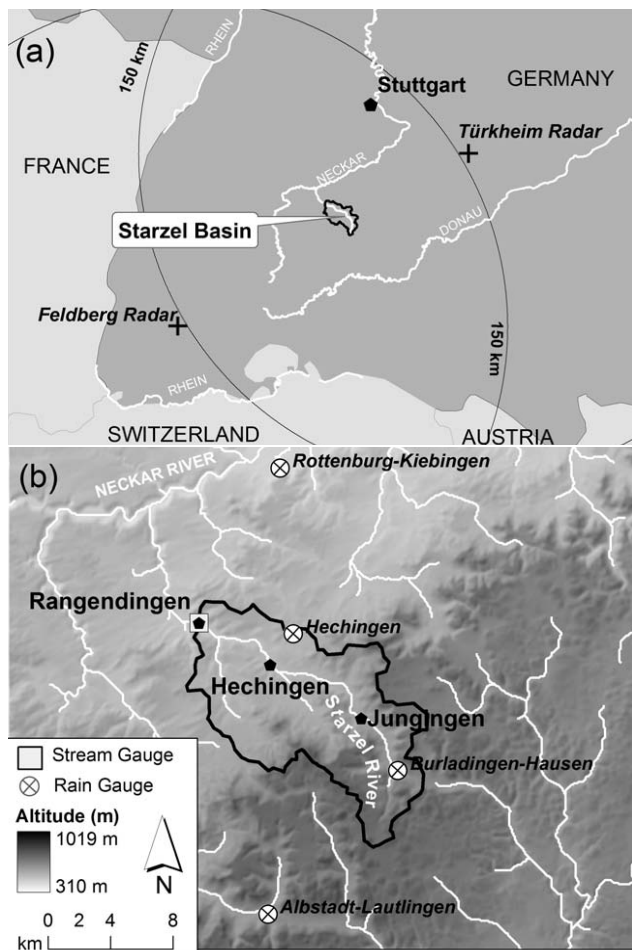 (a)
RHEIN
150 km
Stuttgart
GERMANY
Türkheim Radar
FRANCE
NECKAR
Starzel Basin
DONAU
Feldberg Radar
150 km
RHEIN
SWITZERLAND
AUSTRIA
(b)
NECKAR RIVER
Rottenburg-Kiebingen
Rangendingen
Hechingen
Hechingen
Jungingen
Starzel River
Burladingen-Hausen
Stream Gauge
Rain Gauge
Altitude (m)
1019 m
310 m
N
Albstadt-Lautlingen
0 2 4 8
km